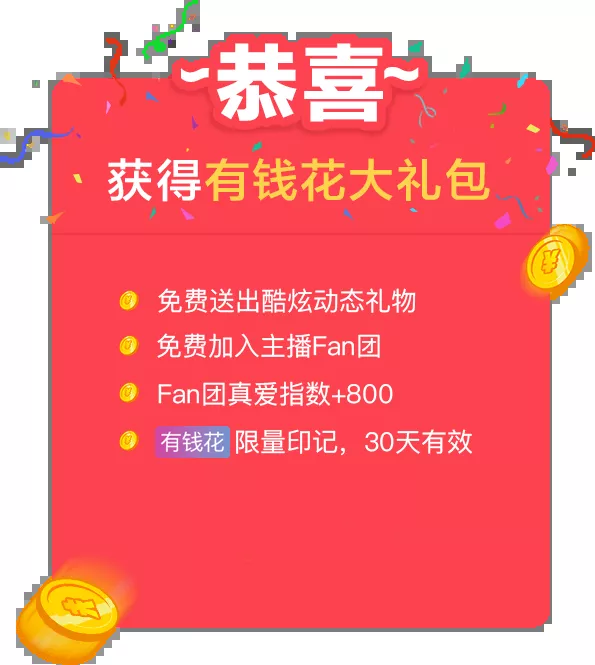 ~恭喜~
获得有钱花大礼包
免费送出酷炫动态礼物
免费加入主播Fan团
Fan团真爱指数+800
有钱花 限量印记，30天有效